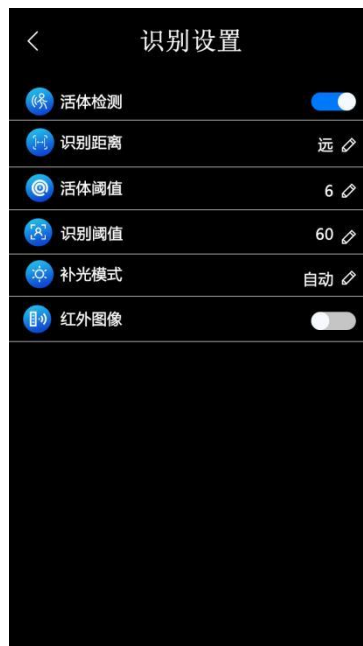 识别设置
活体检测
识别距离 远
活体阈值 6
识别阈值 60
补光模式 自动
红外图像